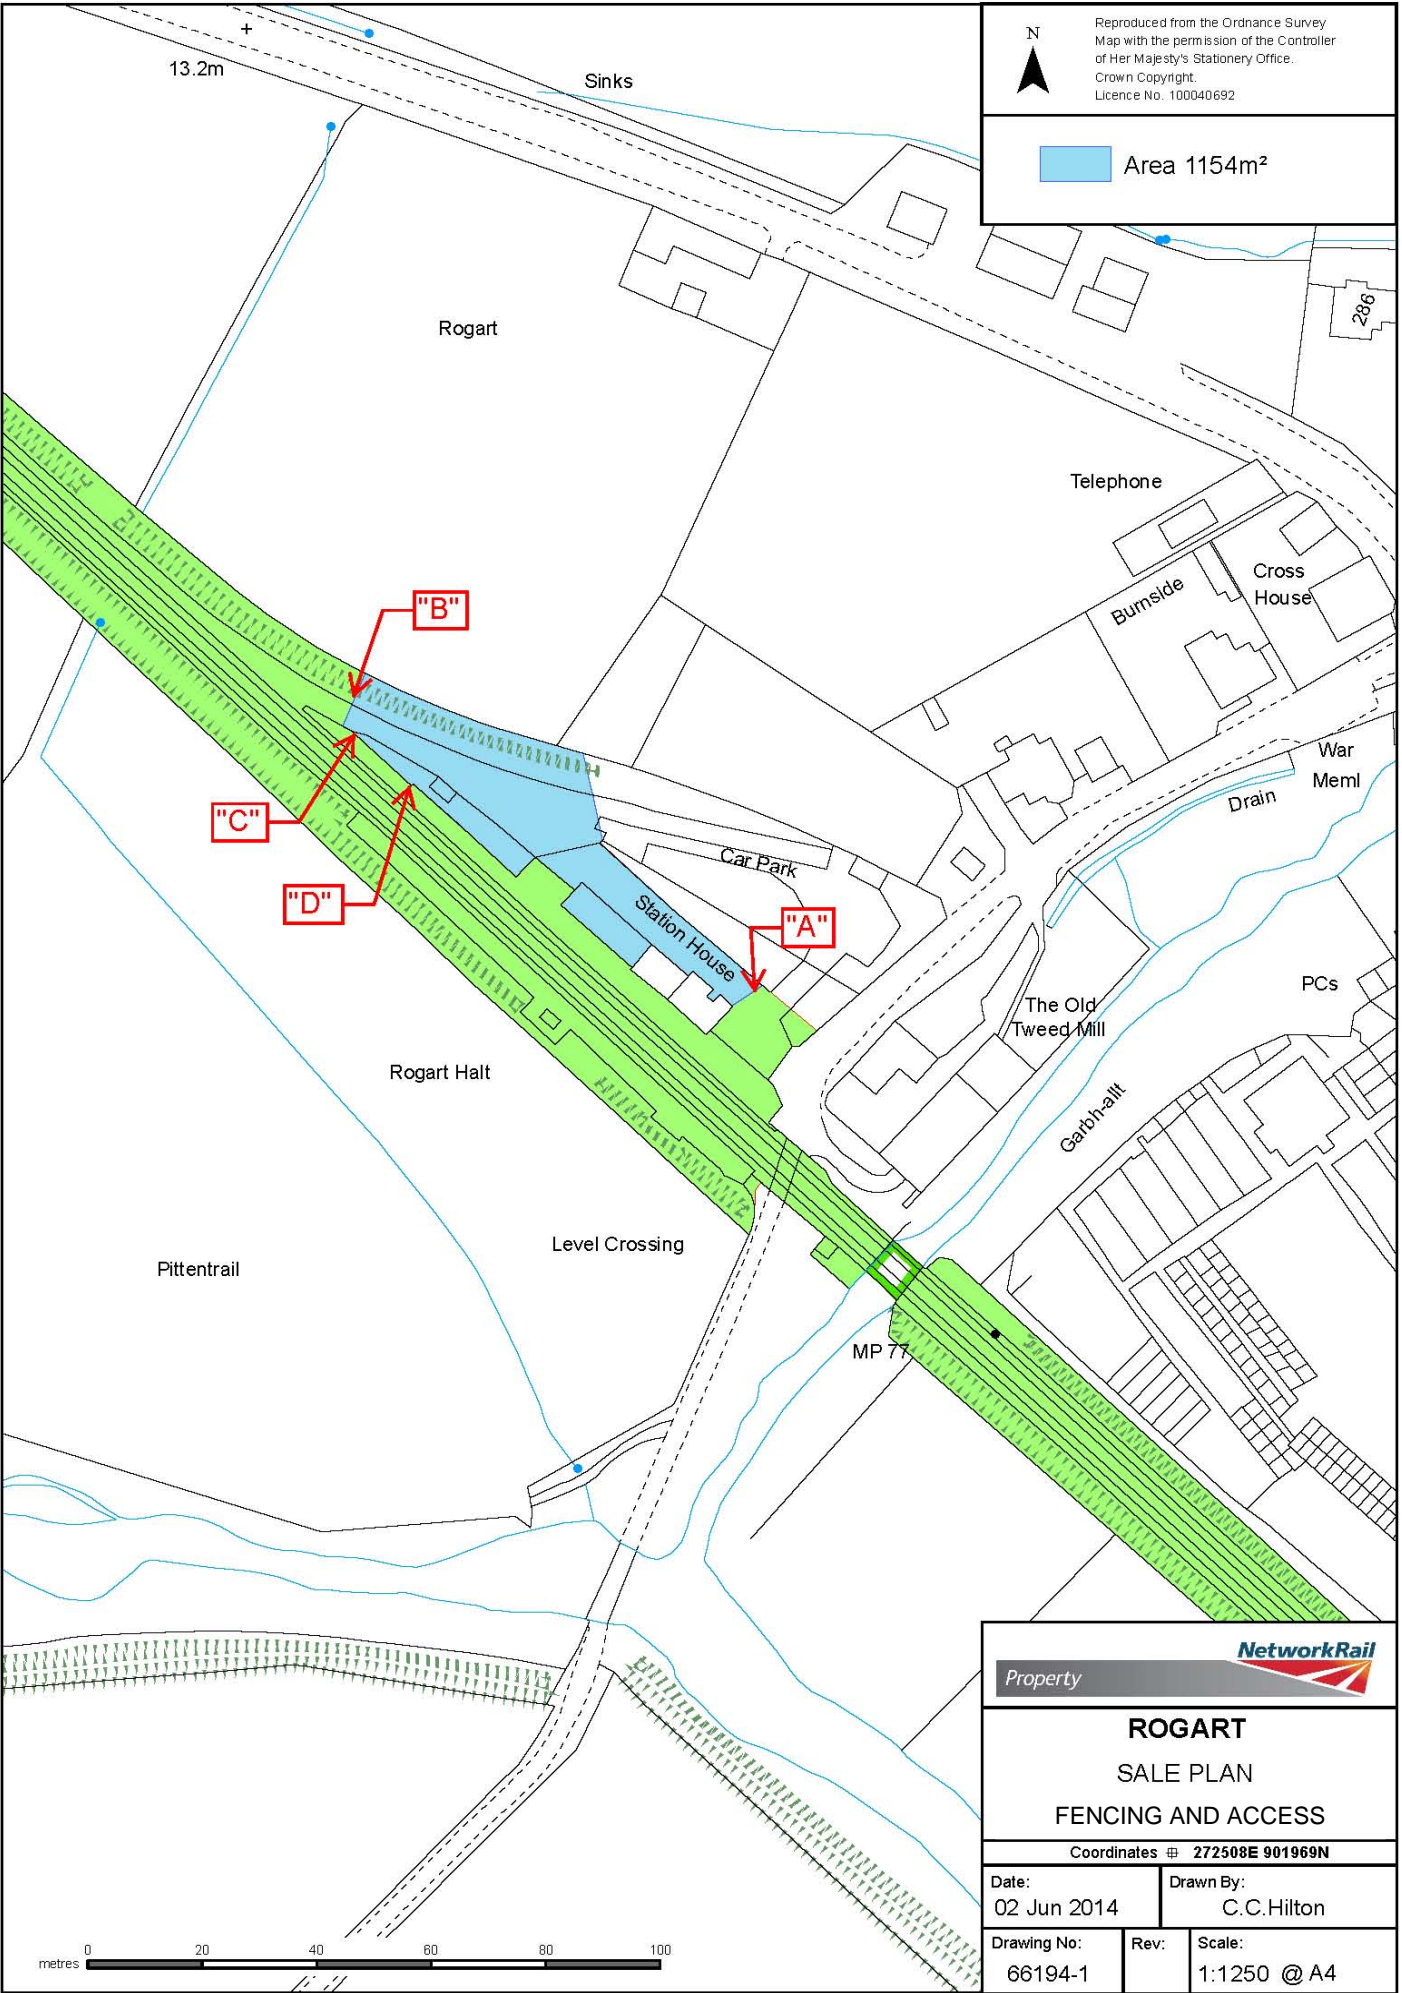 N
Reproduced from the Ordnance Survey
Map with the permission of the Controller
of Her Majesty's Stationery Office.
Crown Copyright.
Licence No. 100040692
Area 1154m²
13.2m
Sinks
286
Rogart
Telephone
Cross
House
Burnside
"B"
War
Meml
Drain
"C"
Car Park
"D"
Station House
"A"
PCs
The Old
Tweed Mill
Rogart Halt
Garbh-allt
Level Crossing
Pittentrail
MP 77
NetworkRail
Property
ROGART
SALE PLAN
FENCING AND ACCESS
Coordinates 272508E 901969N
Date:
02 Jun 2014
Drawn By:
C.C.Hilton
Drawing No:
66194-1
Rev:
Scale:
1:1250 @ A4
metres 0 20 40 60 80 100